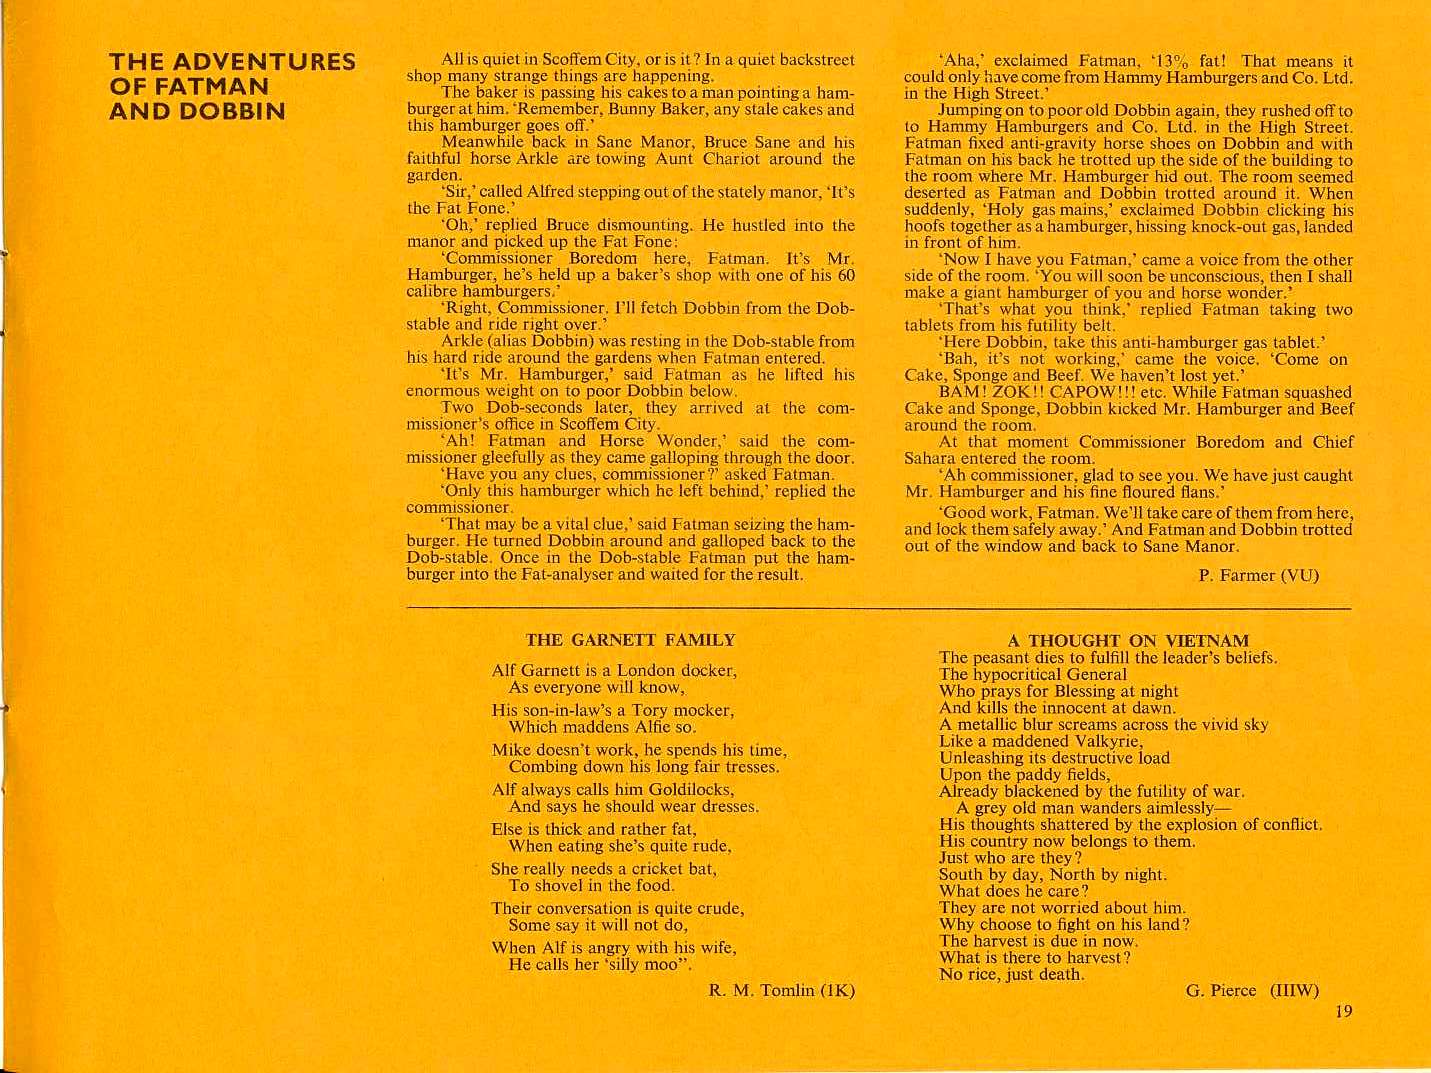 THE ADVENTURES
OF FATMAN
AND DOBBIN
All is quiet in Scoffem City, or is it? In a quiet backstreet
shop many strange things are happening.
The baker is passing his cakes to a man pointing a ham-
burger at him. ‘Remember, Bunny Baker, any stale cakes and
this hamburger goes off.’
Meanwhile back in Sane Manor, Bruce Sane and his
faithful horse Arkle are towing Aunt Chariot around the
garden.
‘Sir,’ called Alfred stepping out of the stately manor, ‘It’s
the Fat Fone.’
‘Oh,’ replied Bruce dismounting. He hustled into the
manor and picked up the Fat Fone:
‘Commissioner Boredom here, Fatman. It’s Mr.
Hamburger, he’s held up a baker’s shop with one of his 60
calibre hamburgers.’
‘Right, Commissioner. I’ll fetch Dobbin from the Dob-
stable and ride right over.’
Arkle (alias Dobbin) was resting in the Dob-stable from
his hard ride around the gardens when Fatman entered.
‘It’s Mr. Hamburger,’ said Fatman as he lifted his
enormous weight on to poor Dobbin below.
Two Dob-seconds later, they arrived at the com-
missioner’s office in Scoffem City.
‘Ah! Fatman and Horse Wonder,’ said the com-
missioner gleefully as they came galloping through the door.
‘Have you any clues, commissioner?’ asked Fatman.
‘Only this hamburger which he left behind,’ replied the
commissioner.
‘That may be a vital clue,’ said Fatman seizing the ham-
burger. He turned Dobbin around and galloped back to the
Dob-stable. Once in the Dob-stable Fatman put the ham-
burger into the Fat-analyser and waited for the result.
‘Aha,’ exclaimed Fatman, ‘13% fat! That means it
could only have come from Hammy Hamburgers and Co. Ltd.
in the High Street.’
Jumping on to poor old Dobbin again, they rushed off to
to Hammy Hamburgers and Co. Ltd. in the High Street.
Fatman fixed anti-gravity horse shoes on Dobbin and with
Fatman on his back he trotted up the side of the building to
the room where Mr. Hamburger hid out. The room seemed
deserted as Fatman and Dobbin trotted around it. When
suddenly, ‘Holy gas mains,’ exclaimed Dobbin clicking his
hoofs together as a hamburger, hissing knock-out gas, landed
in front of him.
‘Now I have you Fatman,’ came a voice from the other
side of the room. ‘You will soon be unconscious, then I shall
make a giant hamburger of you and horse wonder.’
‘That’s what you think,’ replied Fatman taking two
tablets from his futility belt.
‘Here Dobbin, take this anti-hamburger gas tablet.’
‘Bah, it’s not working,’ came the voice. ‘Come on
Cake, Sponge and Beef. We haven’t lost yet.’
BAM! ZOK!! CAPOW!!! etc. While Fatman squashed
Cake and Sponge, Dobbin kicked Mr. Hamburger and Beef
around the room.
At that moment Commissioner Boredom and Chief
Sahara entered the room.
‘Ah commissioner, glad to see you. We have just caught
Mr. Hamburger and his fine floured flans.’
‘Good work, Fatman. We’ll take care of them from here,
and lock them safely away.’ And Fatman and Dobbin trotted
out of the window and back to Sane Manor.
P. Farmer (VU)
THE GARNETT FAMILY
Alf Garnett is a London docker,
As everyone will know,
His son-in-law’s a Tory mocker,
Which maddens Alfie so.
Mike doesn’t work, he spends his time,
Combing down his long fair tresses.
Alf always calls him Goldilocks,
And says he should wear dresses.
Else is thick and rather fat,
When eating she’s quite rude,
She really needs a cricket bat,
To shovel in the food.
Their conversation is quite crude,
Some say it will not do,
When Alf is angry with his wife,
He calls her ‘silly moo”.
R. M. Tomlin (1K)
A THOUGHT ON VIETNAM
The peasant dies to fulfill the leader’s beliefs.
The hypocritical General
Who prays for Blessing at night
And kills the innocent at dawn.
A metallic blur screams across the vivid sky
Like a maddened Valkyrie,
Unleashing its destructive load
Upon the paddy fields,
Already blackened by the futility of war.
A grey old man wanders aimlessly—
His thoughts shattered by the explosion of conflict.
His country now belongs to them.
Just who are they?
South by day, North by night.
What does he care?
They are not worried about him.
Why choose to fight on his land?
The harvest is due in now.
What is there to harvest?
No rice, just death.
G. Pierce (IIIW)
19